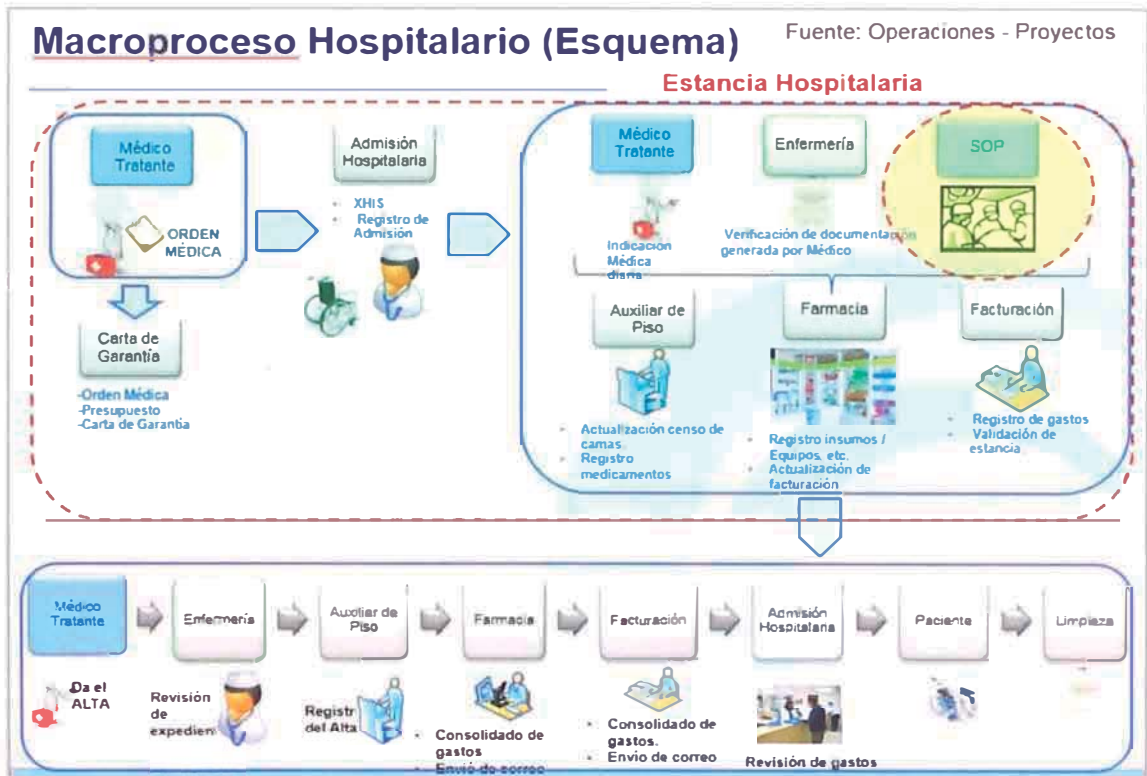 Macroproceso Hospitalario (Esquema)
Fuente: Operaciones - Proyectos
Estancia Hospitalaria
Médico
Tratante
ORDEN
MÉDICA
Carta de
Garantía
-Orden Médica
-Presupuesto
-Carta de Garantia
Admisión
Hospitalaria
XHIS
Registro de
Admisión
Médico
Tratante
Indicación
Médica
diaria
Enfermería
Verificación de documentación
generada por Médico
SOP
Auxiliar de
Piso
Actualización censo de
camas.
Registro
medicamentos
Farmacia
Registro insumos /
Equipos, etc.
Actualización de
facturación
Facturación
Registro de gastos
Validación de
estancia
Médico
Tratante
Enfermería
Auxiliar de
Piso
Farmacia
Facturación
Admisión
Hospitalaria
Paciente
Limpieza
Da el
ALTA
Revisión
de
expedien
Registr
del Alta
Consolidado de
gastos
Envió de correo
Consolidado de
gastos.
Envio de correo
Revisión de gastos